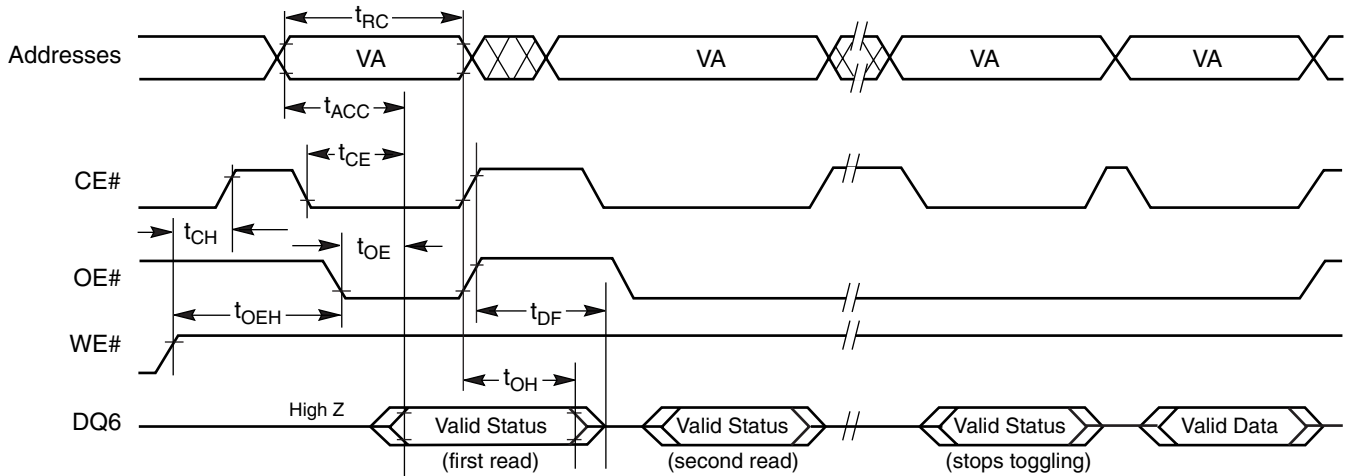 tRC
Addresses VA VA VA VA
tACC
tCE
CE#
tCH tOE
OE#
tOEH tDF
WE#
tOH
High Z
DQ6 Valid Status Valid Status Valid Status Valid Data
(first read) (second read) (stops toggling)